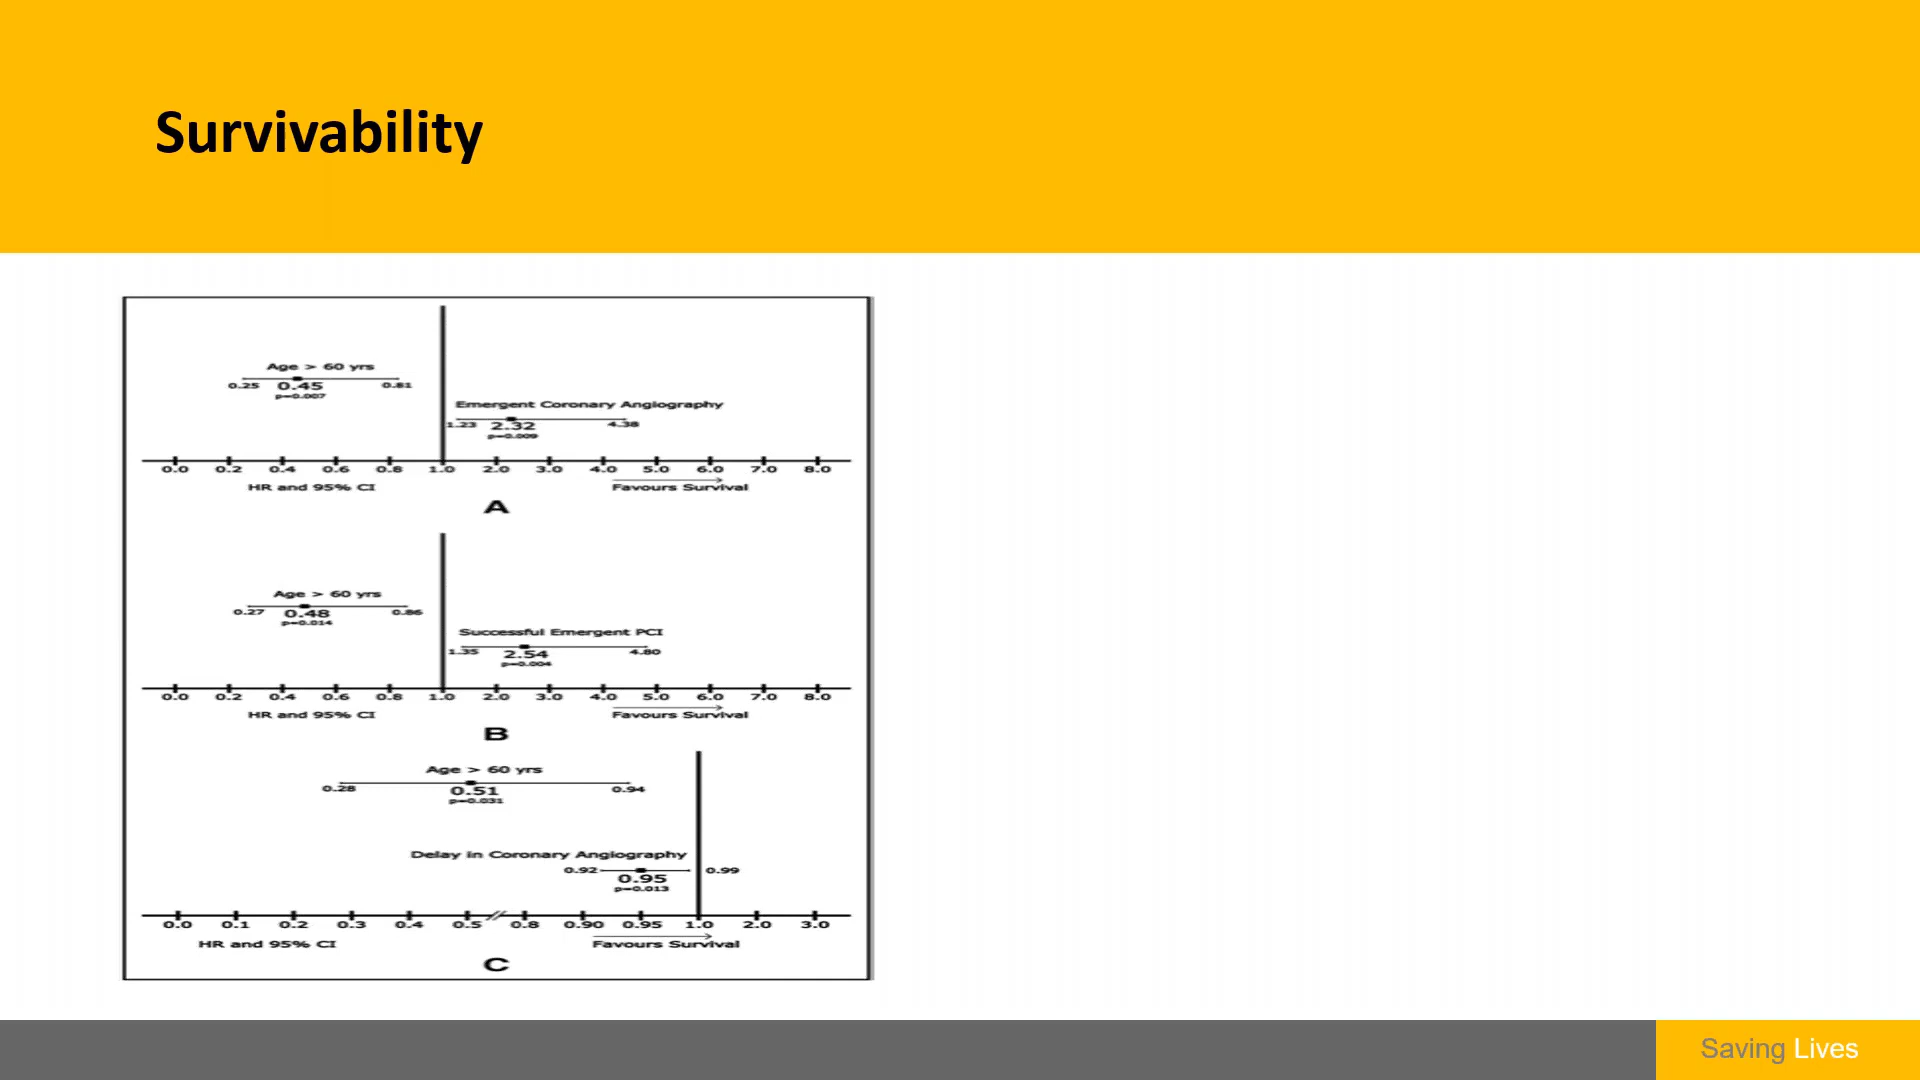 Survivability
Age > 60 yrs
0.25 0.45 0.81
p=0.007
Emergent Coronary Angiography
1.23 2.32 4.38
p=0.009
0.0 0.2 0.4 0.6 0.8 1.0 2.0 3.0 4.0 5.0 6.0 7.0 8.0
HR and 95% CI Favours Survival
A
Age > 60 yrs
0.27 0.48 0.86
p=0.014
Successful Emergent PCI
1.35 2.54 4.80
p=0.004
0.0 0.2 0.4 0.6 0.8 1.0 2.0 3.0 4.0 5.0 6.0 7.0 8.0
HR and 95% CI Favours Survival
B
Age > 60 yrs
0.28 0.51 0.94
p=0.031
Delay in Coronary Angiography
0.92 0.95 0.99
p=0.013
0.0 0.1 0.2 0.3 0.4 0.5 0.8 0.90 0.95 1.0 2.0 3.0
HR and 95% CI Favours Survival
C
Saving Lives